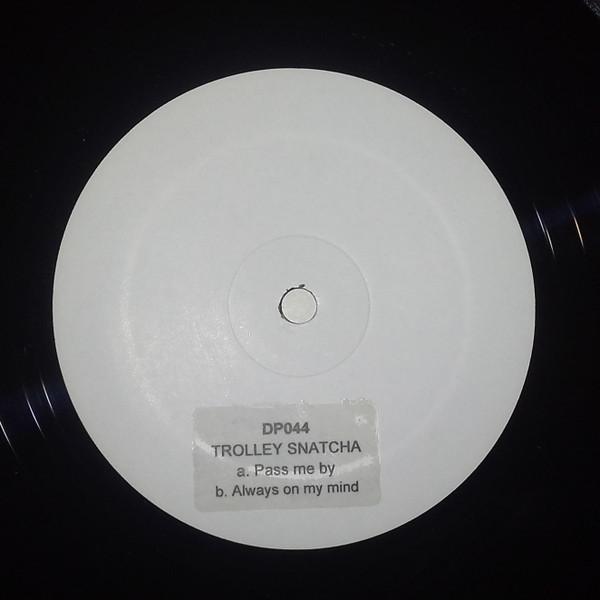 DP044
TROLLEY SNATCHA
a. Pass me by
b. Always on my mind